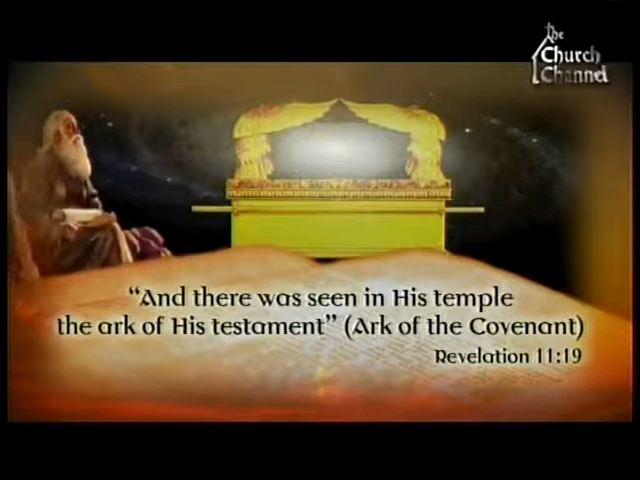 the
Church
Channel
“And there was seen in His temple
the ark of His testament” (Ark of the Covenant)
Revelation 11:19